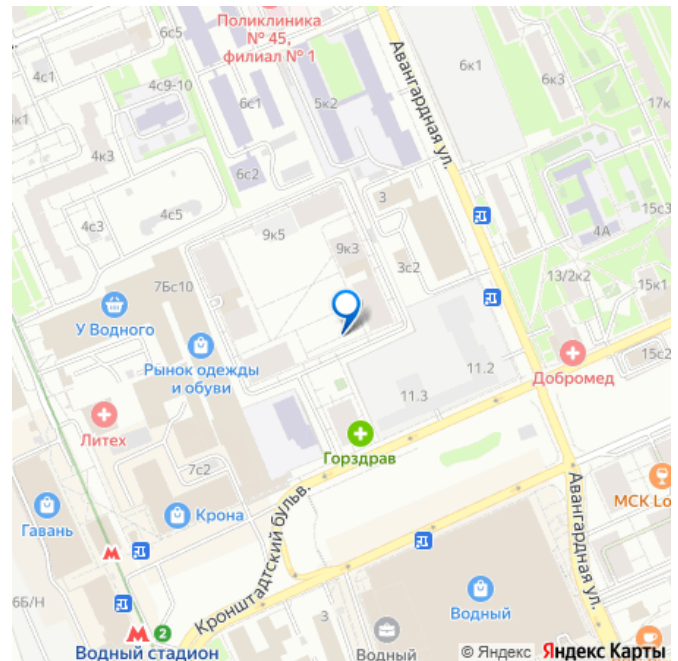 Поликлиника
№ 45,
филиал № 1
6с5
4с1
4с9-10
6с1
5к2
6к1
6к3
17к
к1
4к3
Авангардная ул.
6с2
3
4с3
4с5
4А
15с3
9к5
9к3
3с2
7Бс10
13/2к2
15к1
У Водного
Рынок одежды
и обуви
11.2
15с2
Добромед
11.3
Литех
Горздрав
7с2
МСК Lo
Крона
Гавань
Кронштадтский бульв.
Авангардная ул.
6Б/Н
Водный
3
2
Водный стадион
Водный
© Яндекс Яндекс Карты